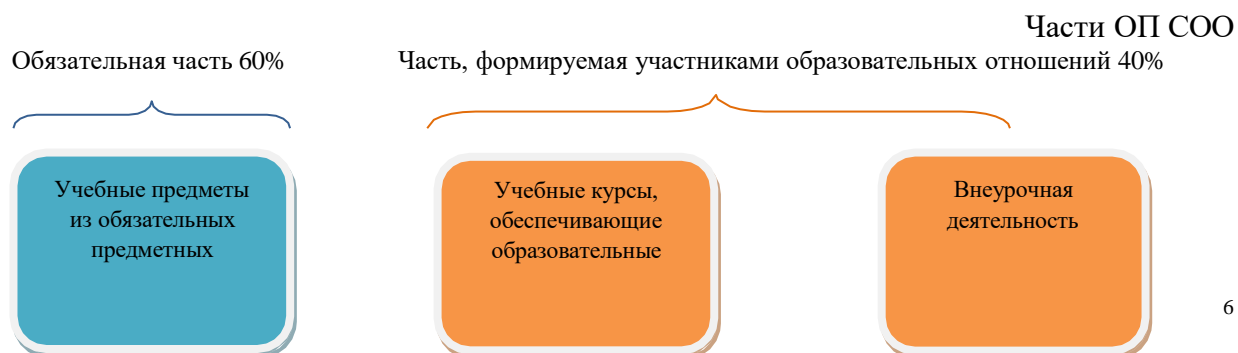 Части ОП СОО
Обязательная часть 60%
Часть, формируемая участниками образовательных отношений 40%
Учебные предметы
из обязательных
предметных
Учебные курсы,
обеспечивающие
образовательные
Внеурочная
деятельность
6